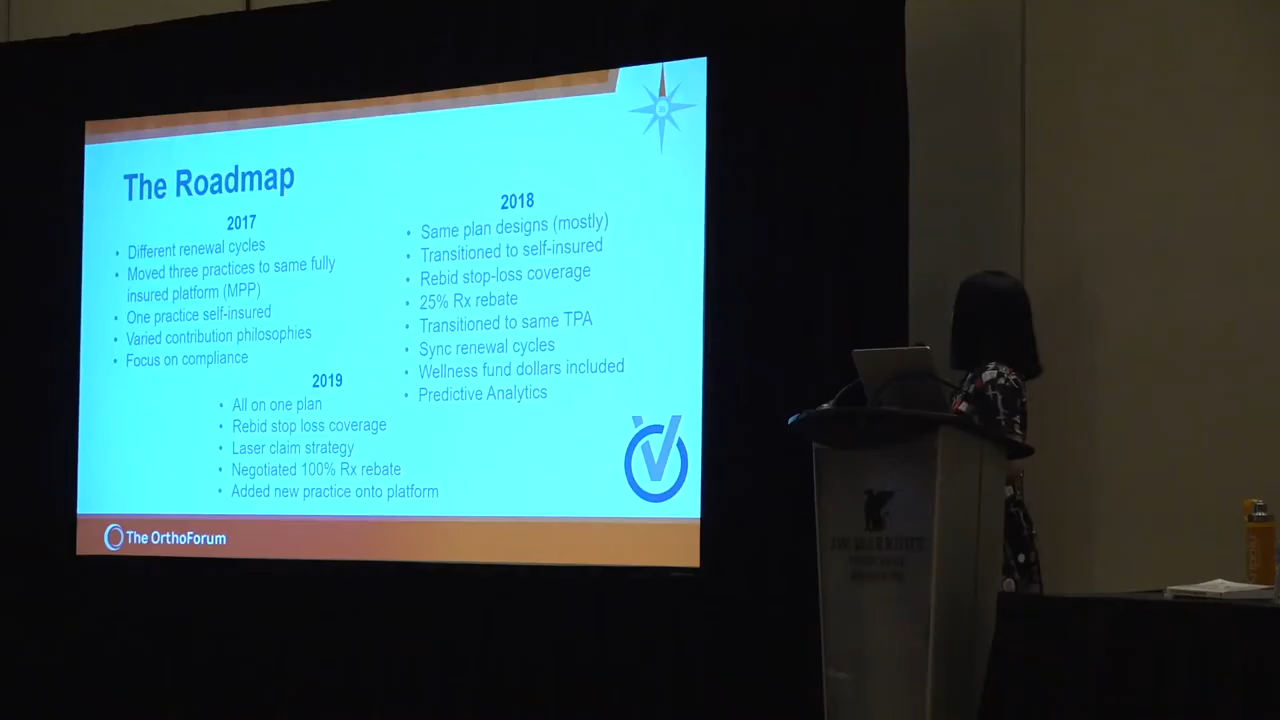 The Roadmap
2017
• Different renewal cycles
• Moved three practices to same fully
insured platform (MPP)
• One practice self-insured
• Varied contribution philosophies
• Focus on compliance
2018
• Same plan designs (mostly)
• Transitioned to self-insured
• Rebid stop-loss coverage
• 25% Rx rebate
• Transitioned to same TPA
• Sync renewal cycles
• Wellness fund dollars included
• Predictive Analytics
2019
• All on one plan
• Rebid stop loss coverage
• Laser claim strategy
• Negotiated 100% Rx rebate
• Added new practice onto platform
The OrthoForum
JW MARRIOTT